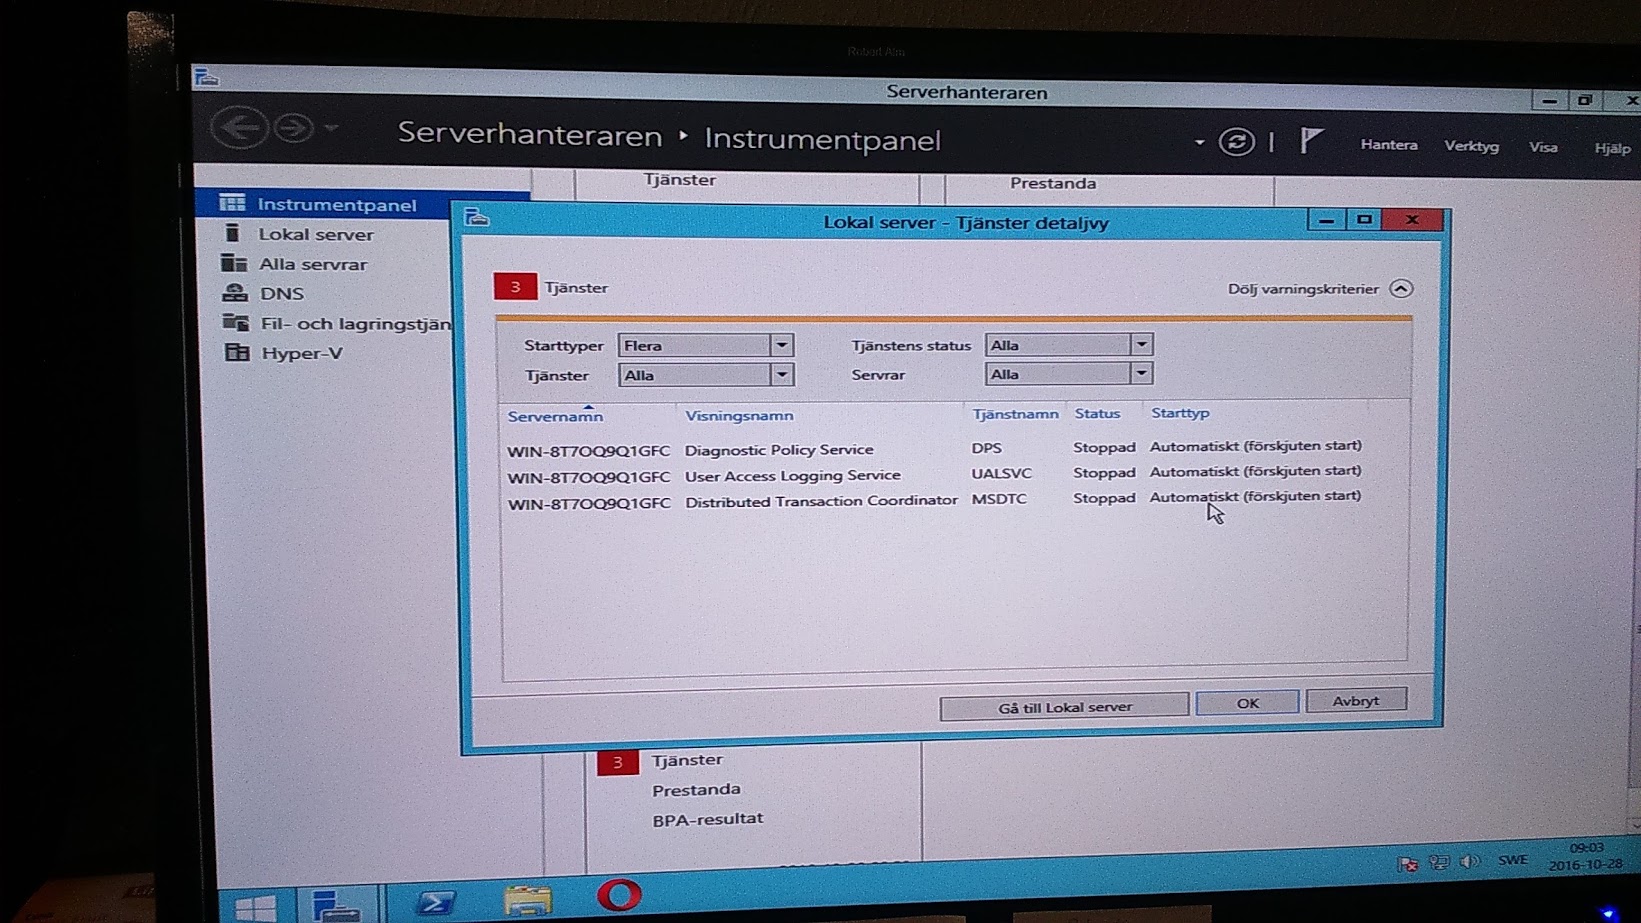 Robert Alm
Serverhanteraren
Serverhanteraren ‣ Instrumentpanel
Hantera Verktyg Visa Hjälp
Tjänster Prestanda
Instrumentpanel
Lokal server
Alla servrar
DNS
Fil- och lagringstjän
Hyper-V
Lokal server - Tjänster detaljvy
3 Tjänster Dölj varningskriterier
Starttyper Flera Tjänstens status Alla
Tjänster Alla Servrar Alla
Servernamn Visningsnamn Tjänstnamn Status Starttyp
WIN-8T7OQ9Q1GFC Diagnostic Policy Service DPS Stoppad Automatiskt (förskjuten start)
WIN-8T7OQ9Q1GFC User Access Logging Service UALSVC Stoppad Automatiskt (förskjuten start)
WIN-8T7OQ9Q1GFC Distributed Transaction Coordinator MSDTC Stoppad Automatiskt (förskjuten start)
Gå till Lokal server OK Avbryt
3 Tjänster
Prestanda
BPA-resultat
SWE 09:03
2016-10-28